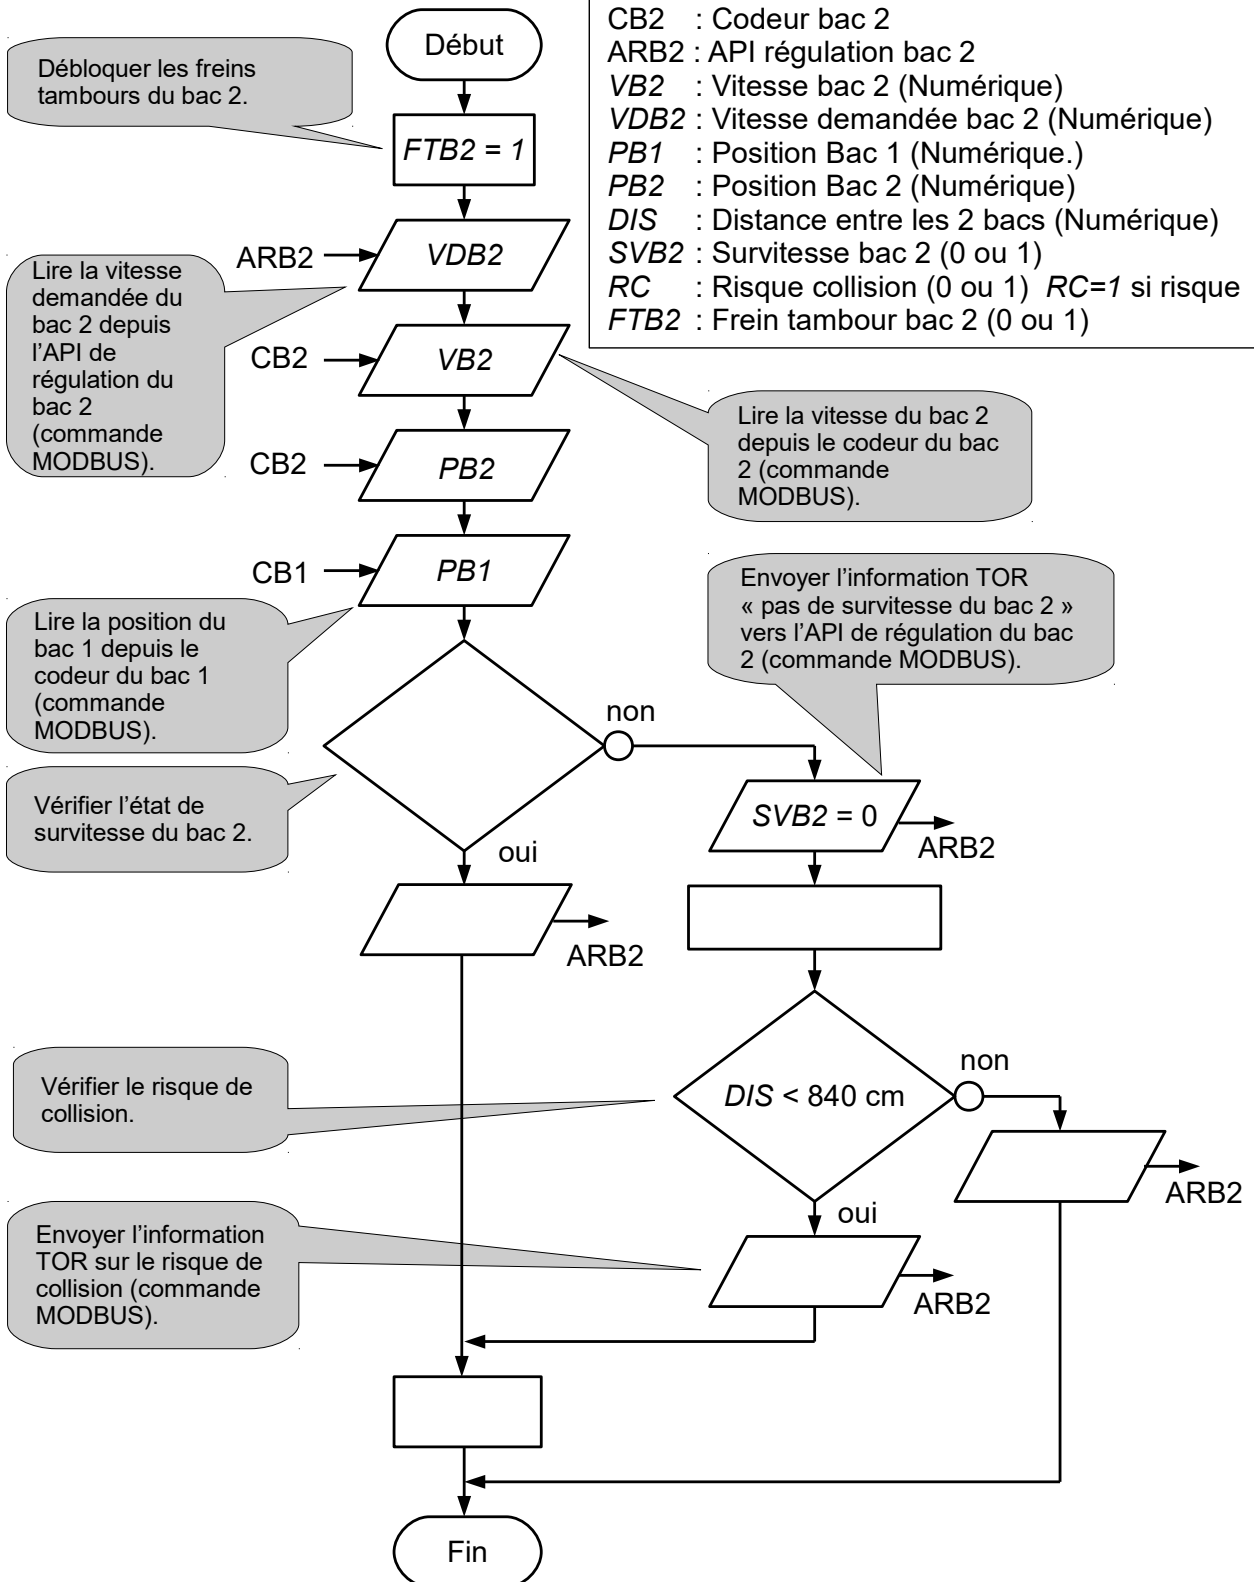 CB2 : Codeur bac 2
ARB2 : API régulation bac 2
VB2 : Vitesse bac 2 (Numérique)
VDB2 : Vitesse demandée bac 2 (Numérique)
PB1 : Position Bac 1 (Numérique.)
PB2 : Position Bac 2 (Numérique)
DIS : Distance entre les 2 bacs (Numérique)
SVB2 : Survitesse bac 2 (0 ou 1)
RC : Risque collision (0 ou 1) RC=1 si risque
FTB2 : Frein tambour bac 2 (0 ou 1)
Début
Débloquer les freins
tambours du bac 2.
FTB2 = 1
ARB2
VDB2
Lire la vitesse
demandée du
bac 2 depuis
l’API de
régulation du
bac 2
(commande
MODBUS).
CB2
VB2
Lire la vitesse du bac 2
depuis le codeur du bac
2 (commande
MODBUS).
CB2
PB2
CB1
PB1
Lire la position du
bac 1 depuis le
codeur du bac 1
(commande
MODBUS).
Envoyer l’information TOR
« pas de survitesse du bac 2 »
vers l’API de régulation du bac
2 (commande MODBUS).
non
Vérifier l’état de
survitesse du bac 2.
SVB2 = 0
ARB2
oui
ARB2
Vérifier le risque de
collision.
DIS < 840 cm
non
ARB2
oui
Envoyer l’information
TOR sur le risque de
collision (commande
MODBUS).
ARB2
Fin